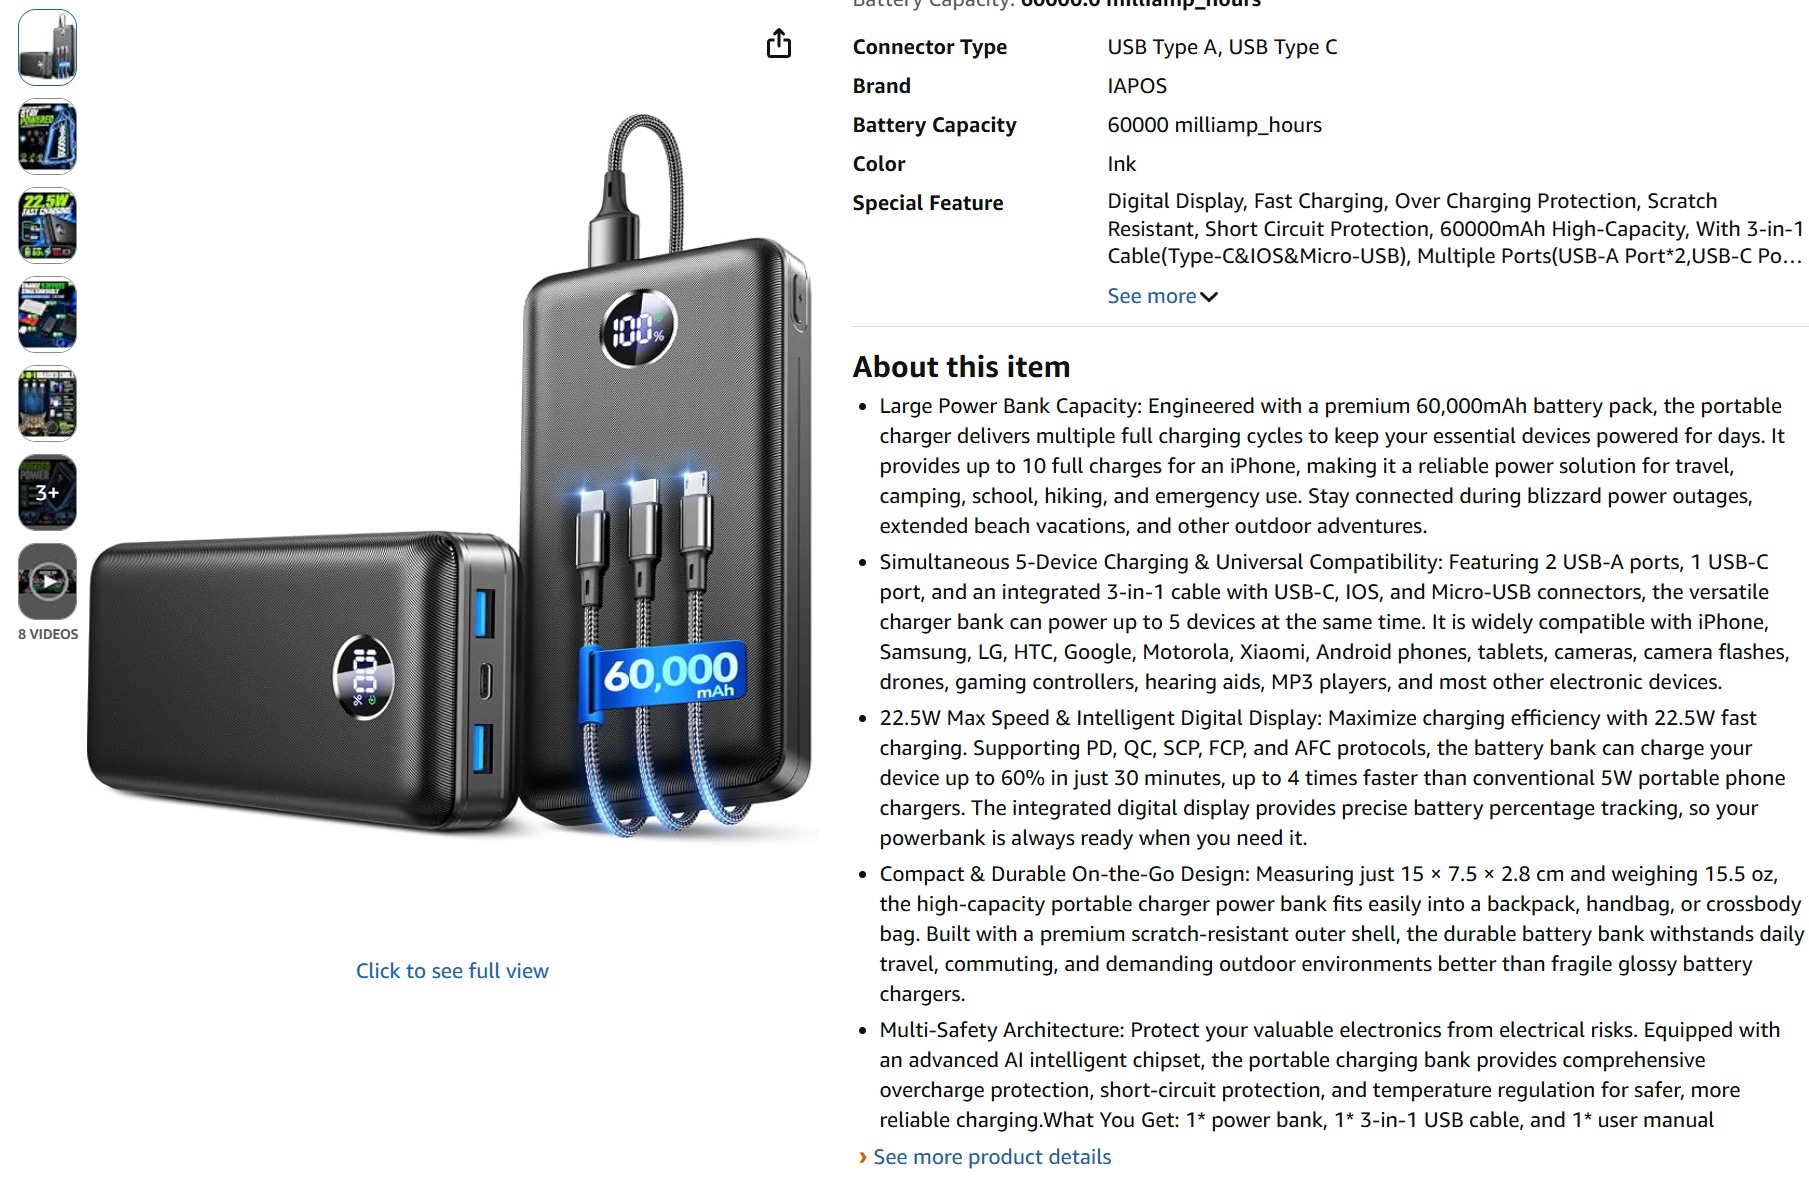 Battery Capacity: 60000.0 milliamp_hours
Connector Type USB Type A, USB Type C
Brand IAPOS
Battery Capacity 60000 milliamp_hours
Color Ink
Special Feature Digital Display, Fast Charging, Over Charging Protection, Scratch
Resistant, Short Circuit Protection, 60000mAh High-Capacity, With 3-in-1
Cable(Type-C&IOS&Micro-USB), Multiple Ports(USB-A Port*2,USB-C Po...
See more
About this item
• Large Power Bank Capacity: Engineered with a premium 60,000mAh battery pack, the portable
charger delivers multiple full charging cycles to keep your essential devices powered for days. It
provides up to 10 full charges for an iPhone, making it a reliable power solution for travel,
camping, school, hiking, and emergency use. Stay connected during blizzard power outages,
extended beach vacations, and other outdoor adventures.
• Simultaneous 5-Device Charging & Universal Compatibility: Featuring 2 USB-A ports, 1 USB-C
port, and an integrated 3-in-1 cable with USB-C, IOS, and Micro-USB connectors, the versatile
charger bank can power up to 5 devices at the same time. It is widely compatible with iPhone,
Samsung, LG, HTC, Google, Motorola, Xiaomi, Android phones, tablets, cameras, camera flashes,
drones, gaming controllers, hearing aids, MP3 players, and most other electronic devices.
• 22.5W Max Speed & Intelligent Digital Display: Maximize charging efficiency with 22.5W fast
charging. Supporting PD, QC, SCP, FCP, and AFC protocols, the battery bank can charge your
device up to 60% in just 30 minutes, up to 4 times faster than conventional 5W portable phone
chargers. The integrated digital display provides precise battery percentage tracking, so your
powerbank is always ready when you need it.
• Compact & Durable On-the-Go Design: Measuring just 15 × 7.5 × 2.8 cm and weighing 15.5 oz,
the high-capacity portable charger power bank fits easily into a backpack, handbag, or crossbody
bag. Built with a premium scratch-resistant outer shell, the durable battery bank withstands daily
travel, commuting, and demanding outdoor environments better than fragile glossy battery
chargers.
• Multi-Safety Architecture: Protect your valuable electronics from electrical risks. Equipped with
an advanced AI intelligent chipset, the portable charging bank provides comprehensive
overcharge protection, short-circuit protection, and temperature regulation for safer, more
reliable charging.What You Get: 1* power bank, 1* 3-in-1 USB cable, and 1* user manual
› See more product details
100%
100%
60,000
mAh
STAY
POWERED
22.5W
FAST CHARGING
3+
8 VIDEOS
Click to see full view